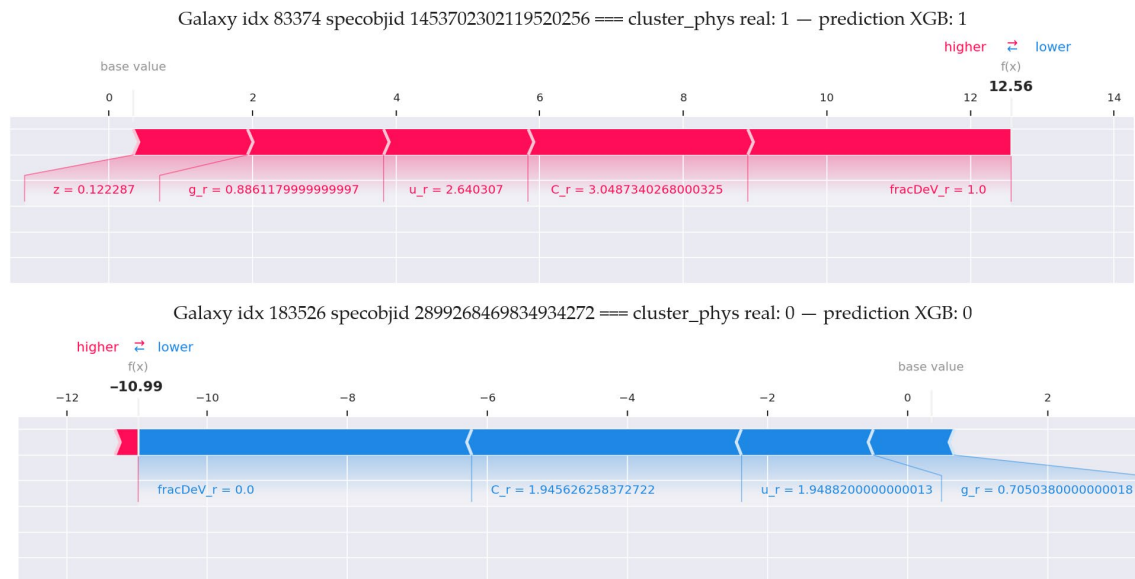 Galaxy idx 83374 specobjid 1453702302119520256 === cluster_phys real: 1 — prediction XGB: 1
higher ⇄ lower
base value f(x)
12.56
0 2 4 6 8 10 12 14
z = 0.122287 g_r = 0.8861179999999997 u_r = 2.640307 C_r = 3.0487340268000325 fracDeV_r = 1.0
Galaxy idx 183526 specobjid 2899268469834934272 === cluster_phys real: 0 — prediction XGB: 0
higher ⇄ lower
f(x) base value
−10.99
−12 −10 −8 −6 −4 −2 0 2
fracDeV_r = 0.0 C_r = 1.945626258372722 u_r = 1.9488200000000013 g_r = 0.7050380000000018